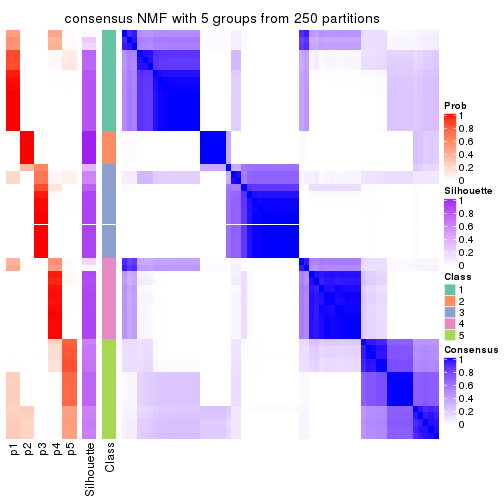 consensus NMF with 5 groups from 250 partitions
Prob
1
0.8
0.6
0.4
0.2
0
Silhouette
1
0.8
0.6
0.4
0.2
0
Class
1
2
3
4
5
Consensus
1
0.8
0.6
0.4
0.2
0
p1
p2
p3
p4
p5
Silhouette
Class